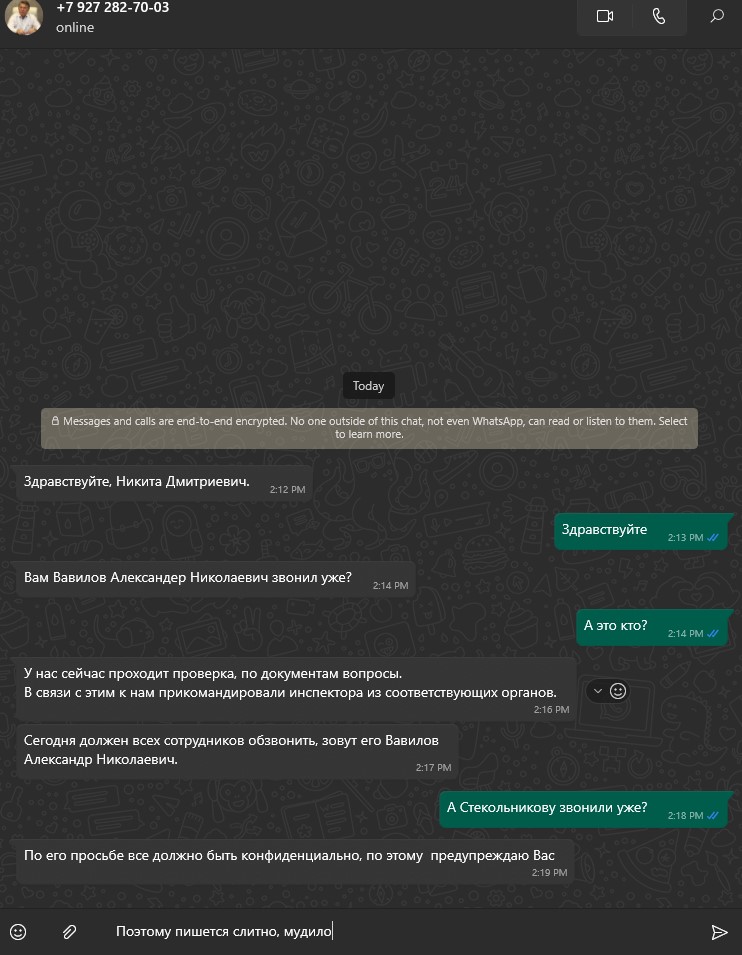 +7 927 282-70-03
online
Today
Messages and calls are end-to-end encrypted. No one outside of this chat, not even WhatsApp, can read or listen to them. Select
to learn more.
Здравствуйте, Никита Дмитриевич.
2:12 PM
Здравствуйте
2:13 PM
Вам Вавилов Александер Николаевич звонил уже?
2:14 PM
А это кто?
2:14 PM
У нас сейчас проходит проверка, по документам вопросы.
В связи с этим к нам прикомандировали инспектора из соответствующих органов.
2:16 PM
Сегодня должен всех сотрудников обзвонить, зовут его Вавилов
Александр Николаевич.
2:17 PM
А Стекольникову звонили уже?
2:18 PM
По его просьбе все должно быть конфиденциально, по этому  предупреждаю Вас
2:19 PM
Поэтому пишется слитно, мудило